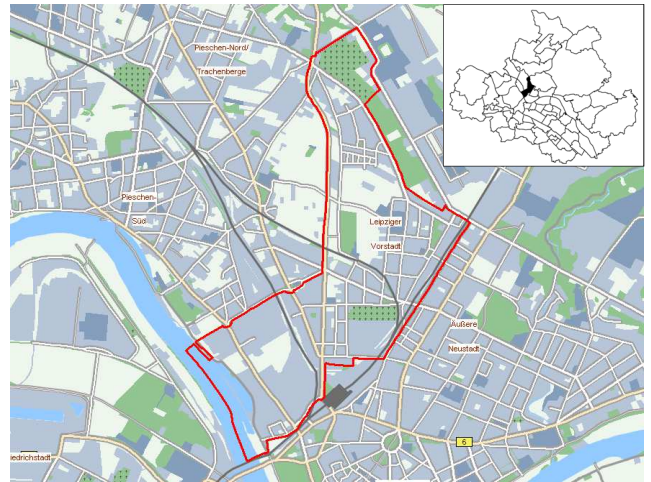 Pieschen-Nord/
Trachenberge
Pieschen-
Süd
Leipziger
Vorstadt
Äußere
Neustadt
6
iedrichstadt